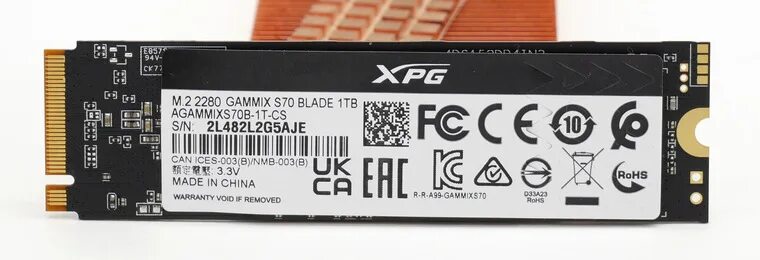 XPG
M.2 2280 GAMMIX S70 BLADE 1TB
AGAMMIXS70B-1T-CS
S/N: 2L482L2G5AJE
CAN ICES-003(B)/NMB-003(B)
額定電壓: 3.3V
MADE IN CHINA
WARRANTY VOID IF REMOVED
UK
CA
EAC
FC CE
10
R-R-A99-GAMMIXS70
D33A23
RoHS
RoHS
94V-